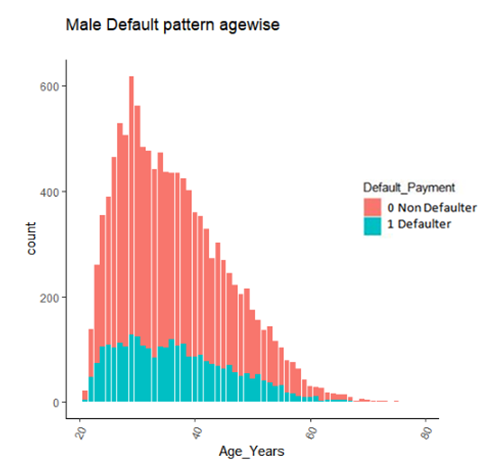 Male Default pattern agewise
600
400
200
0
count
20
40
60
80
Age_Years
Default_Payment
0 Non Defaulter
1 Defaulter